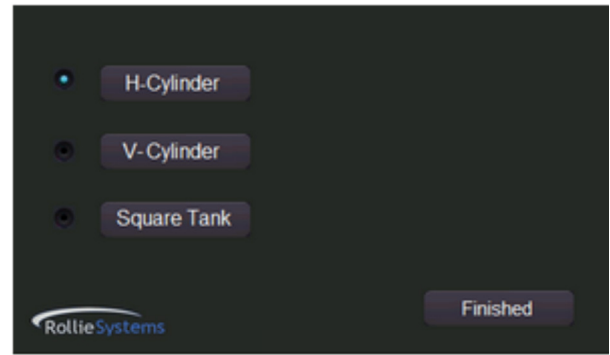 H-Cylinder
V-Cylinder
Square Tank
Finished
RollieSystems